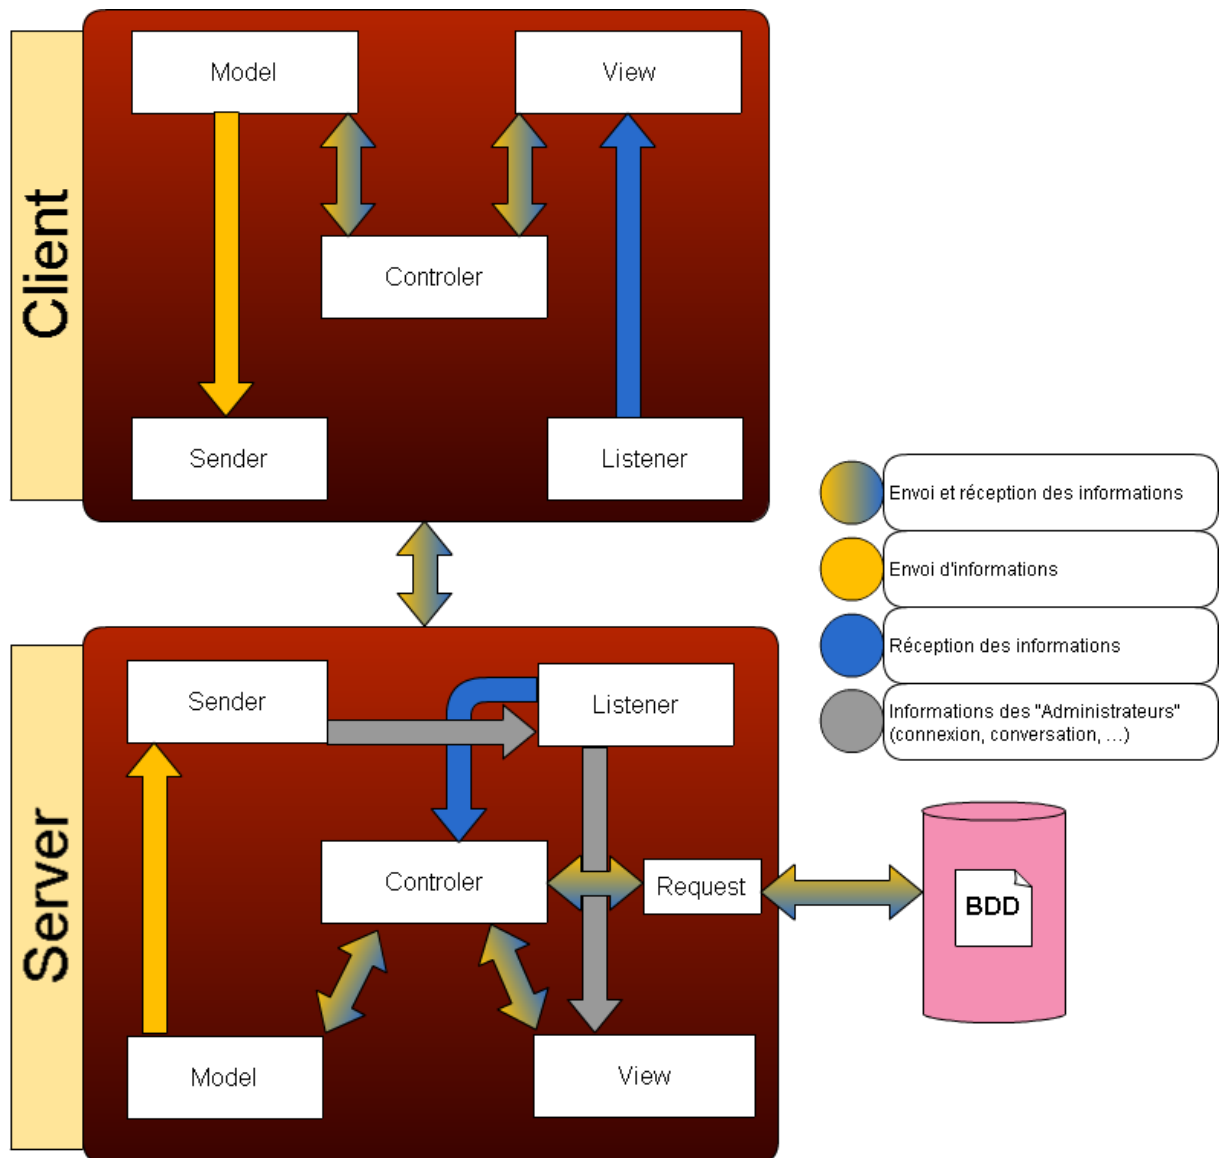 Client
Model
View
Controler
Sender
Listener
Envoi et réception des informations
Envoi d'informations
Réception des informations
Informations des "Administrateurs"
(connexion, conversation, ...)
Server
Sender
Listener
Controler
Request
BDD
Model
View